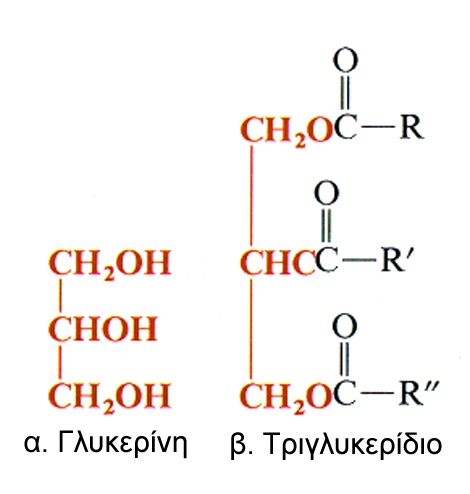 CH₂OH
CHOH
CH₂OH
α. Γλυκερίνη
O
CH₂OC—R
O
CHCC—R′
O
CH₂OC—R″
β. Τριγλυκερίδιο